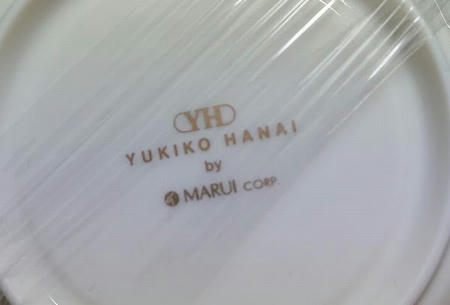 YH
YUKIKO HANAI
by
MARUI CORP.